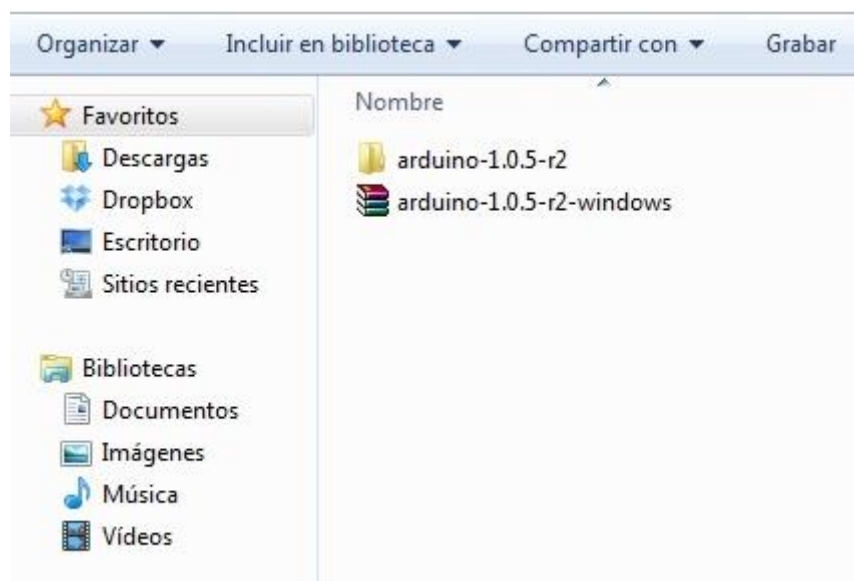 Organizar Incluir en biblioteca Compartir con Grabar
Favoritos
Descargas
Dropbox
Escritorio
Sitios recientes
Bibliotecas
Documentos
Imágenes
Música
Vídeos
Nombre
arduino-1.0.5-r2
arduino-1.0.5-r2-windows